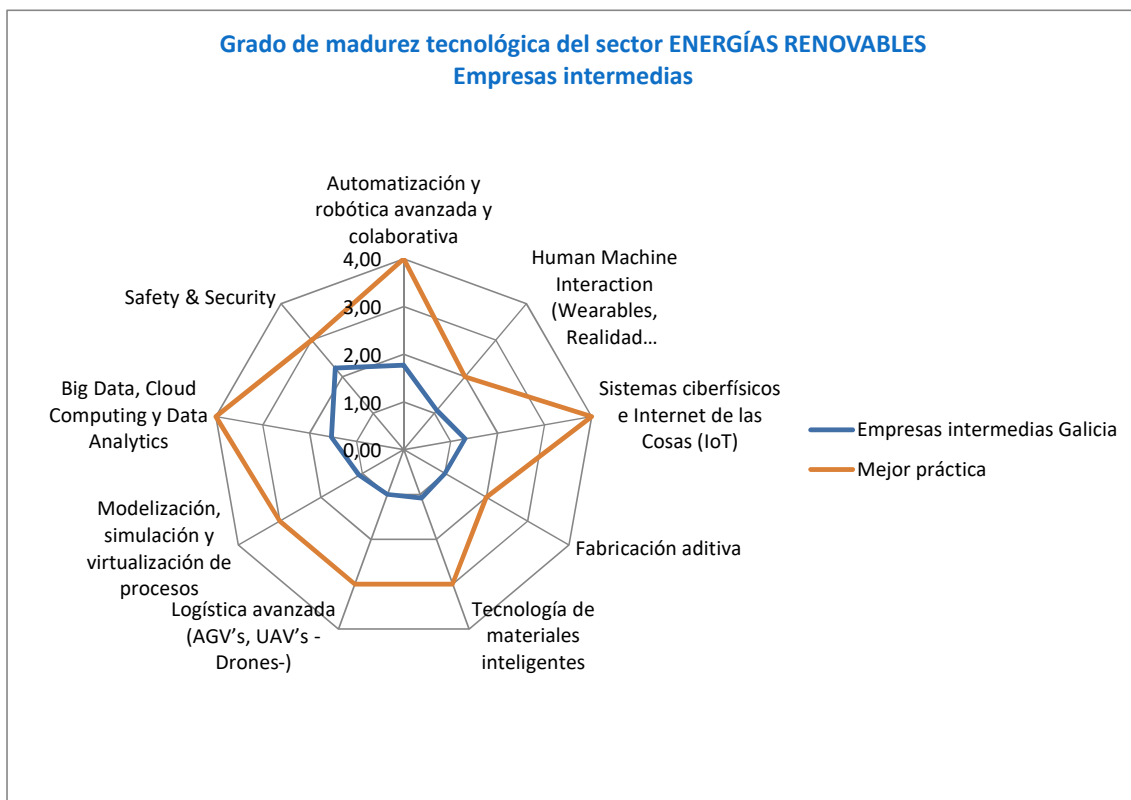 Grado de madurez tecnológica del sector ENERGÍAS RENOVABLES
Empresas intermedias
Automatización y
robótica avanzada y
colaborativa
Human Machine
Interaction
(Wearables,
Realidad...
Sistemas ciberfísicos
e Internet de las
Cosas (IoT)
Fabricación aditiva
Tecnología de
materiales
inteligentes
Logística avanzada
(AGV’s, UAV’s -
Drones-)
Modelización,
simulación y
virtualización de
procesos
Big Data, Cloud
Computing y Data
Analytics
Safety & Security
4,00
3,00
2,00
1,00
0,00
Empresas intermedias Galicia
Mejor práctica